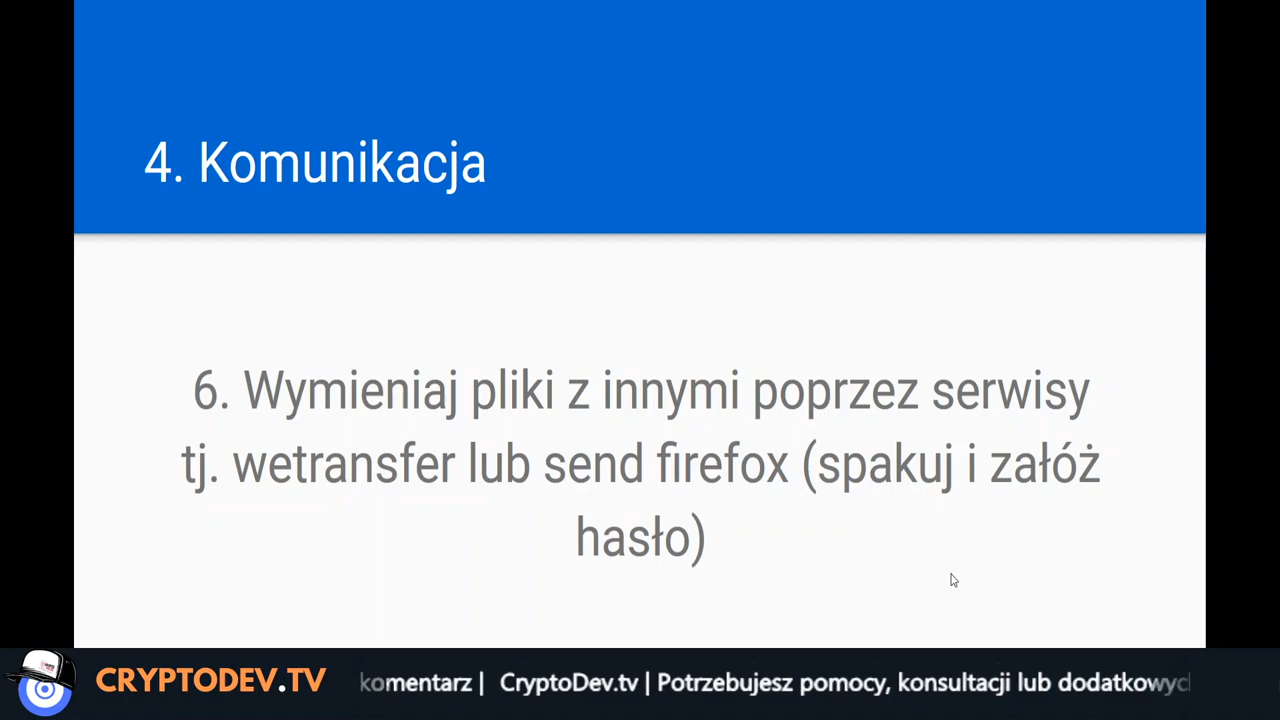 4. Komunikacja
6. Wymieniaj pliki z innymi poprzez serwisy
tj. wetransfer lub send firefox (spakuj i załóż
hasło)
CRYPTODEV.TV
komentarz | CryptoDev.tv | Potrzebujesz pomocy, konsultacji lub dodatkowyc